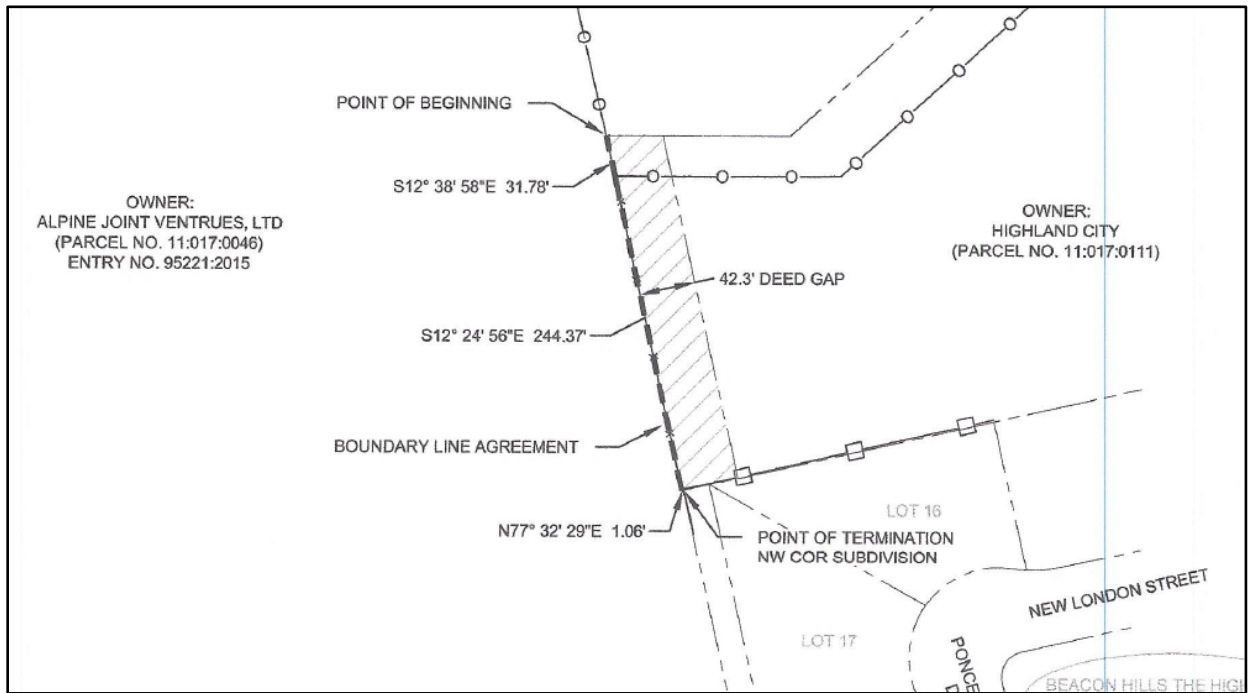 POINT OF BEGINNING
S12° 38' 58"E 31.78'
OWNER:
ALPINE JOINT VENTRUES, LTD
(PARCEL NO. 11:017:0046)
ENTRY NO. 95221:2015
OWNER:
HIGHLAND CITY
(PARCEL NO. 11:017:0111)
42.3' DEED GAP
S12° 24' 56"E 244.37'
BOUNDARY LINE AGREEMENT
N77° 32' 29"E 1.06'
POINT OF TERMINATION
NW COR SUBDIVISION
LOT 16
NEW LONDON STREET
LOT 17
PONCE
D
BEACON HILLS THE HIGH